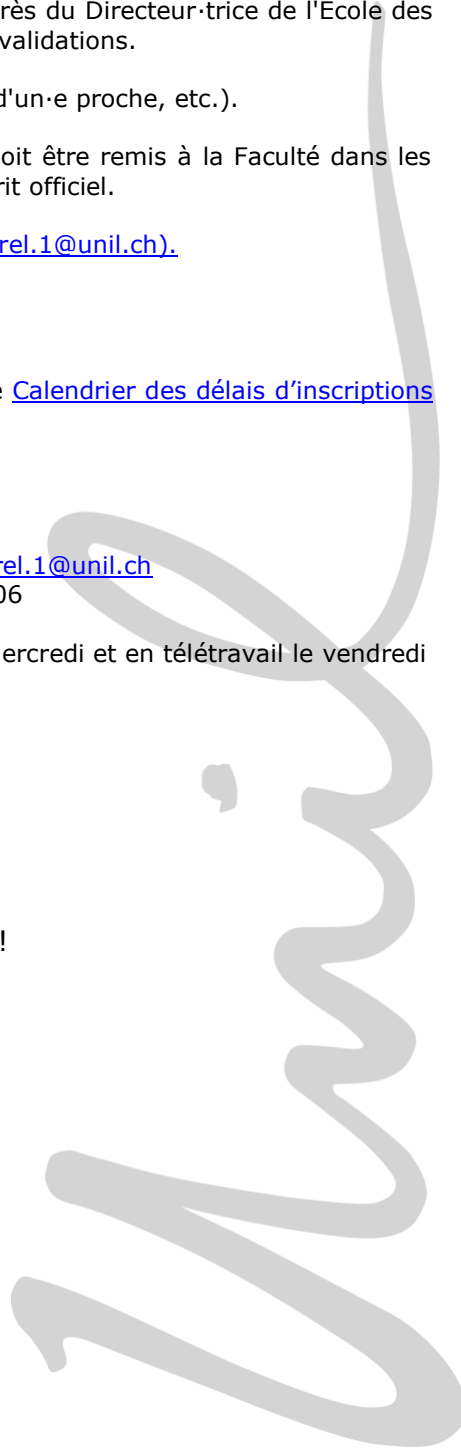 rès du Directeur·trice de l'Ecole des
validations.
d'un·e proche, etc.).
oit être remis à la Faculté dans les
rit officiel.
rel.1@unil.ch).
e Calendrier des délais d’inscriptions
rel.1@unil.ch
06
ercredi et en télétravail le vendredi
!
Unil